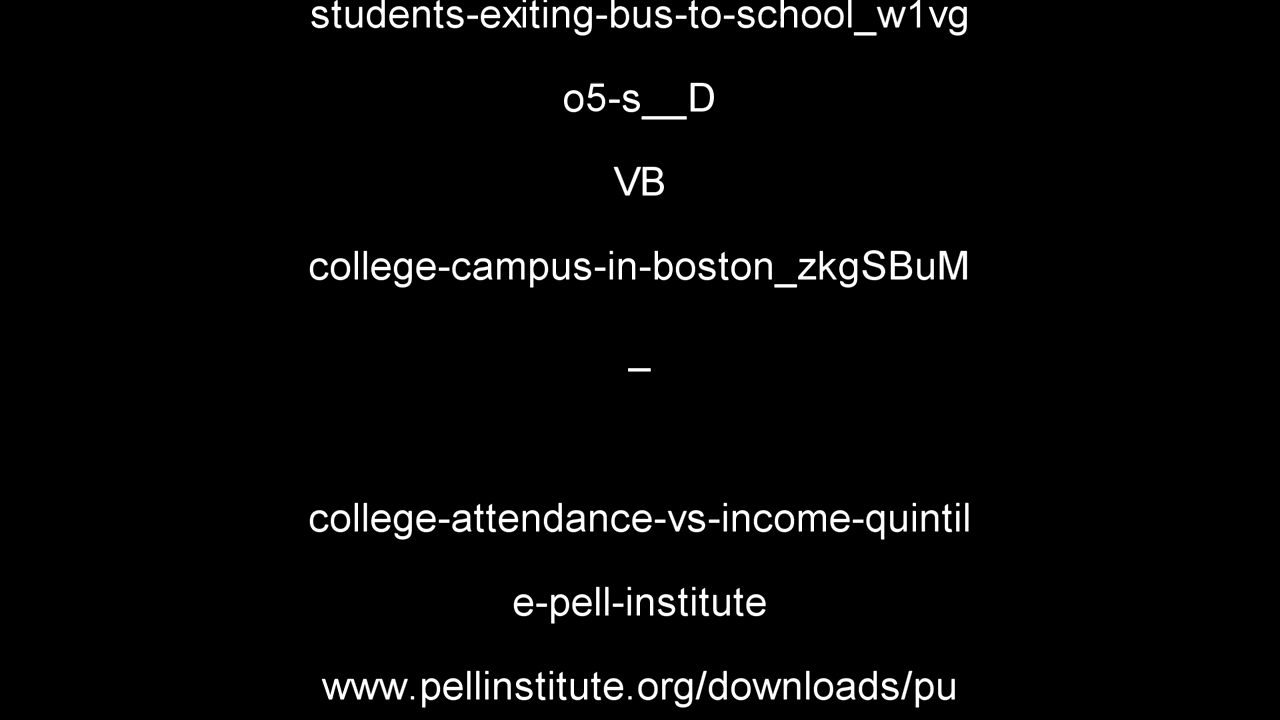 students-exiting-bus-to-school_w1vg
o5-s__D
VB
college-campus-in-boston_zkgSBuM
_
college-attendance-vs-income-quintil
e-pell-institute
www.pellinstitute.org/downloads/pu